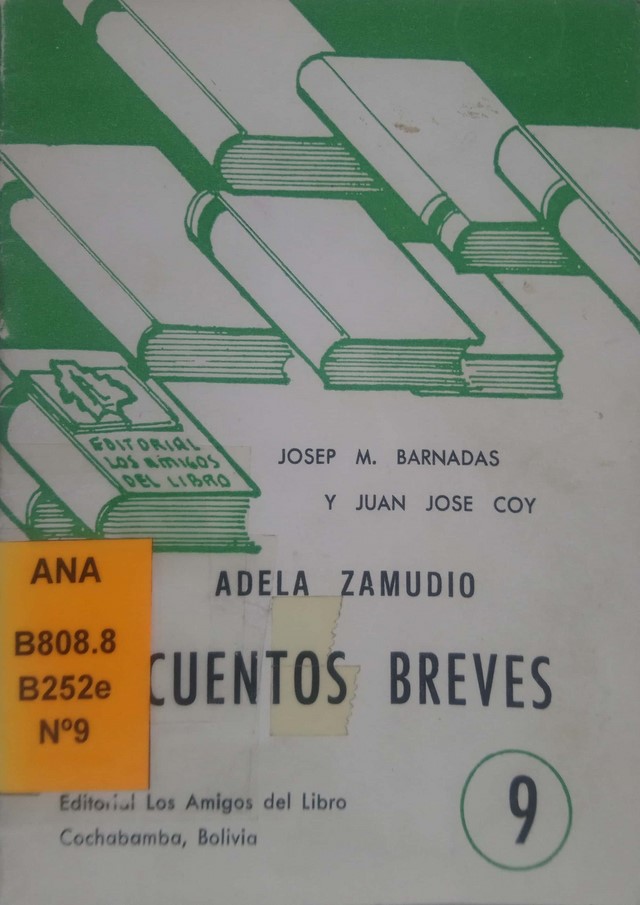 EDITORIAL
LOS AMIGOS
DEL LIBRO
JOSEP M. BARNADAS
Y JUAN JOSE COY
ADELA ZAMUDIO
CUENTOS BREVES
ANA
B808.8
B252e
Nº9
Editorial Los Amigos del Libro
Cochabamba, Bolivia
9